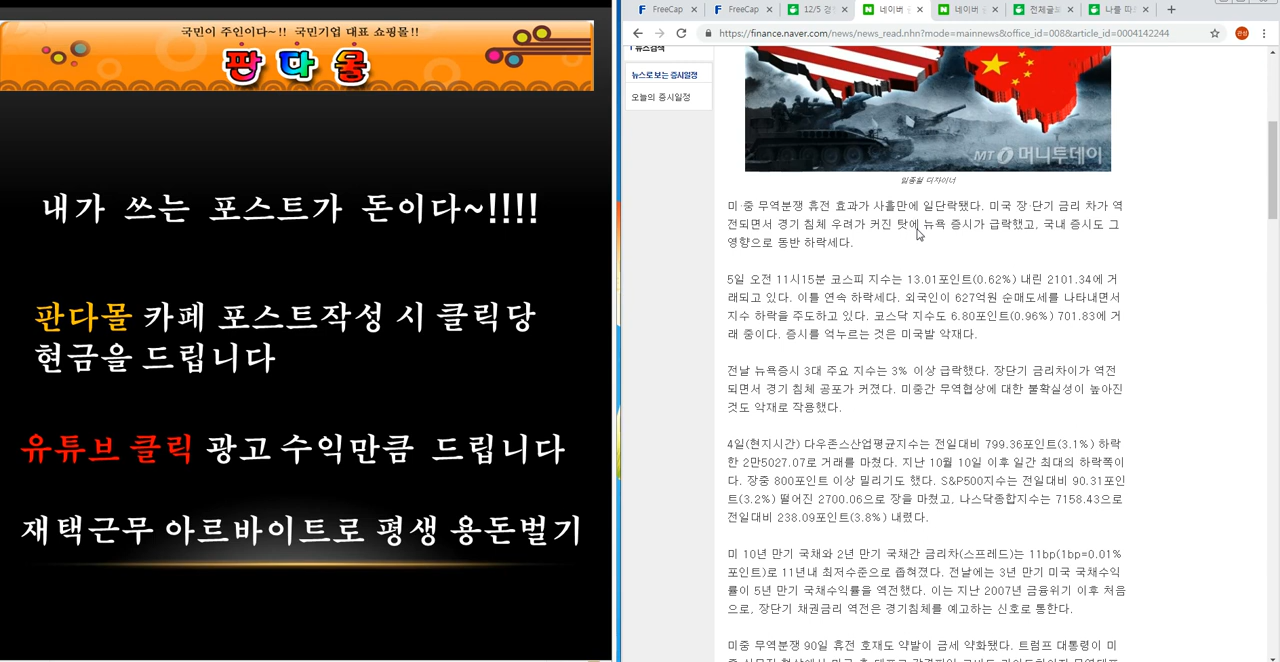 국민이 주인이다~!! 국민기업 대표 쇼핑몰!!
판다몰
내가 쓰는 포스트가 돈이다~!!!!
판다몰 카페 포스트작성 시 클릭당
현금을 드립니다
유튜브 클릭 광고 수익만큼 드립니다
재택근무 아르바이트로 평생 용돈벌기
FreeCap
FreeCap
12/5 경
네이버
네이버
전체글보
나를 따
https://finance.naver.com/news/news_read.nhn?mode=mainnews&office_id=008&article_id=0004142244
뉴스검색
뉴스로 보는 증시일정
오늘의 증시일정
MT 머니투데이
임종철 디자이너
미·중 무역분쟁 휴전 효과가 사흘만에 일단락됐다. 미국 장·단기 금리 차가 역
전되면서 경기 침체 우려가 커진 탓에 뉴욕 증시가 급락했고, 국내 증시도 그
영향으로 동반 하락세다.
5일 오전 11시15분 코스피 지수는 13.01포인트(0.62%) 내린 2101.34에 거
래되고 있다. 이틀 연속 하락세다. 외국인이 627억원 순매도세를 나타내면서
지수 하락을 주도하고 있다. 코스닥 지수도 6.80포인트(0.96%) 701.83에 거
래 중이다. 증시를 억누르는 것은 미국발 악재다.
전날 뉴욕증시 3대 주요 지수는 3% 이상 급락했다. 장단기 금리차이가 역전
되면서 경기 침체 공포가 커졌다. 미중간 무역협상에 대한 불확실성이 높아진
것도 악재로 작용했다.
4일(현지시간) 다우존스산업평균지수는 전일대비 799.36포인트(3.1%) 하락
한 2만5027.07로 거래를 마쳤다. 지난 10월 10일 이후 일간 최대의 하락폭이
다. 장중 800포인트 이상 밀리기도 했다. S&P500지수는 전일대비 90.31포인
트(3.2%) 떨어진 2700.06으로 장을 마쳤고, 나스닥종합지수는 7158.43으로
전일대비 238.09포인트(3.8%) 내렸다.
미 10년 만기 국채와 2년 만기 국채간 금리차(스프레드)는 11bp(1bp=0.01%
포인트)로 11년내 최저수준으로 좁혀졌다. 전날에는 3년 만기 미국 국채수익
률이 5년 만기 국채수익률을 역전했다. 이는 지난 2007년 금융위기 이후 처음
으로, 장단기 채권금리 역전은 경기침체를 예고하는 신호로 통한다.
미중 무역분쟁 90일 휴전 호재도 약발이 금세 약화됐다. 트럼프 대통령이 미